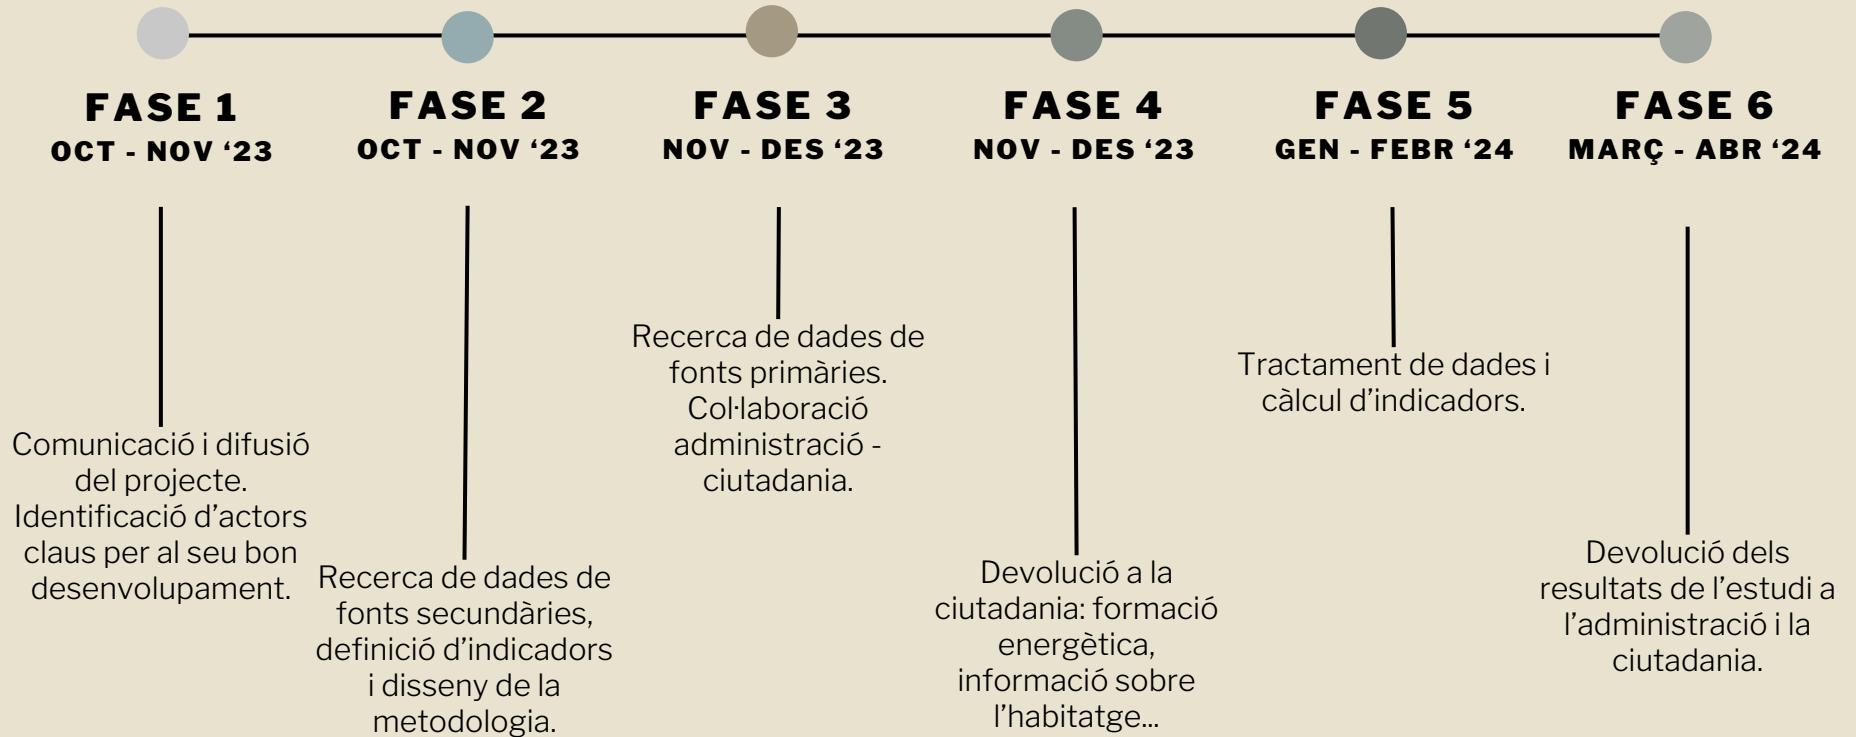 FASE 1
OCT - NOV ‘23
Comunicació i difusió
del projecte.
Identificació d’actors
claus per al seu bon
desenvolupament.
FASE 2
OCT - NOV ‘23
Recerca de dades de
fonts secundàries,
definició d’indicadors
i disseny de la
metodologia.
FASE 3
NOV - DES ‘23
Recerca de dades de
fonts primàries.
Col·laboració
administració -
ciutadania.
FASE 4
NOV - DES ‘23
Devolució a la
ciutadania: formació
energètica,
informació sobre
l’habitatge...
FASE 5
GEN - FEBR ‘24
Tractament de dades i
càlcul d’indicadors.
FASE 6
MARÇ - ABR ‘24
Devolució dels
resultats de l’estudi a
l’administració i la
ciutadania.